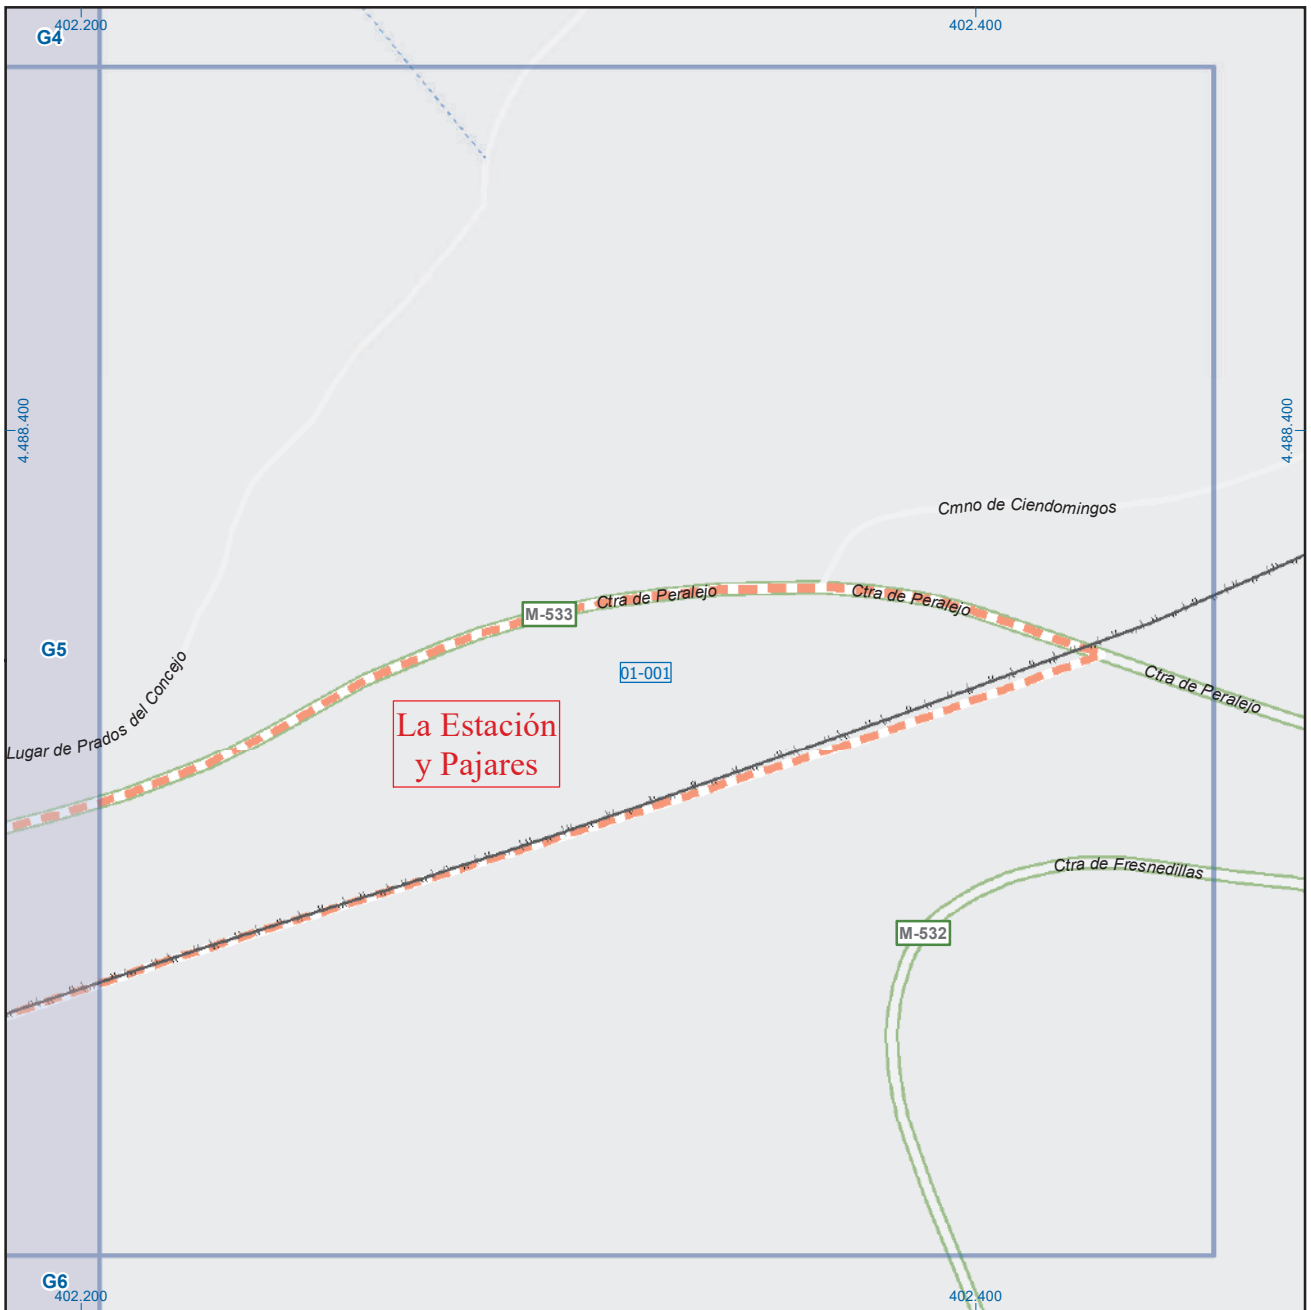 402.200
402.400
G4
4.488.400
4.488.400
Cmno de Ciendomingos
Ctra de Peralejo
Ctra de Peralejo
M-533
G5
01-001
Lugar de Prados del Concejo
Ctra de Peralejo
La Estación
y Pajares
Ctra de Fresnedillas
M-532
G6
402.200
402.400